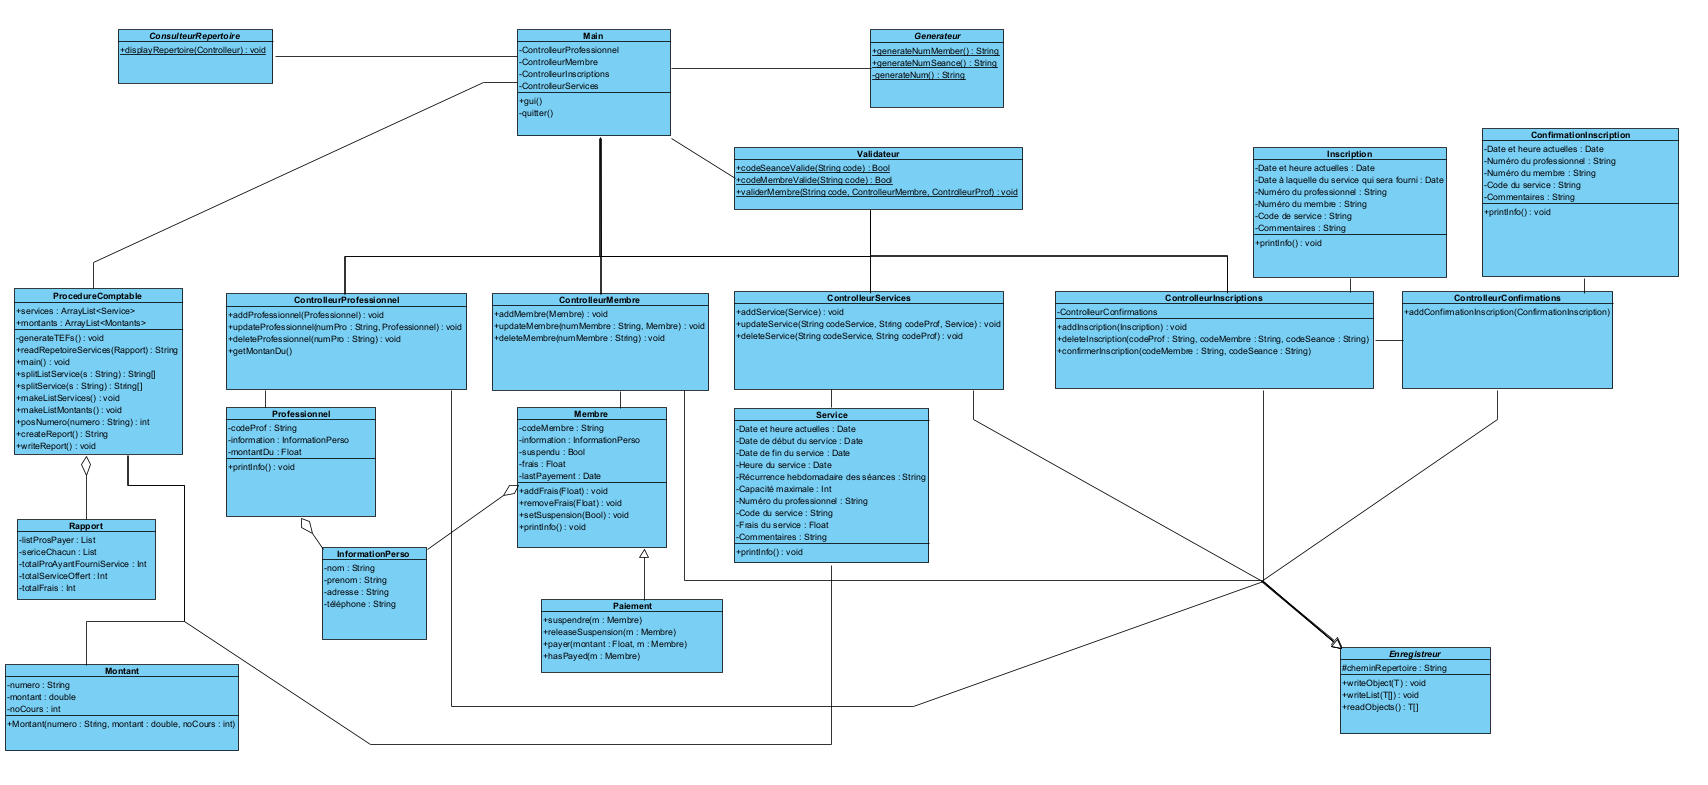 ConsulteurRepertoire
+displayRepertoire(Controlleur) : void
Main
-ControlleurProfessionnel
-ControlleurMembre
-ControlleurInscriptions
-ControlleurServices
+gui()
-quitter()
Generateur
+generateNumMember() : String
+generateNumSeance() : String
-generateNum() : String
Validateur
+codeSeanceValide(String code) : Bool
+codeMembreValide(String code) : Bool
+validerMembre(String code, ControlleurMembre, ControlleurProf) : void
Inscription
-Date et heure actuelles : Date
-Date à laquelle du service qui sera fourni : Date
-Numéro du professionnel : String
-Numéro du membre : String
-Code de service : String
-Commentaires : String
+printInfo() : void
ConfirmationInscription
-Date et heure actuelles : Date
-Numéro du professionnel : String
-Numéro du membre : String
-Code du service : String
-Commentaires : String
+printInfo() : void
ProcedureComptable
+services : ArrayList<Service>
+montants : ArrayList<Montants>
-generateTEFs() : void
+readRepetoireServices(Rapport) : String
+main() : void
+splitListService(s : String) : String[]
+splitService(s : String) : String[]
+makeListServices() : void
+makeListMontants() : void
+posNumero(numero : String) : int
+createReport() : String
+writeReport() : void
ControlleurProfessionnel
+addProfessionnel(Professionnel) : void
+updateProfessionnel(numPro : String, Professionnel) : void
+deleteProfessionnel(numPro : String) : void
+getMontanDu()
ControlleurMembre
+addMembre(Membre) : void
+updateMembre(numMembre : String, Membre) : void
+deleteMembre(numMembre : String) : void
ControlleurServices
+addService(Service) : void
+updateService(String codeService, String codeProf, Service) : void
+deleteService(String codeService, String codeProf) : void
ControlleurInscriptions
-ControlleurConfirmations
+addInscription(Inscription) : void
+deleteInscription(codeProf : String, codeMembre : String, codeSeance : String)
+confirmerInscription(codeMembre : String, codeSeance : String)
ControlleurConfirmations
+addConfirmationInscription(ConfirmationInscription)
Professionnel
-codeProf : String
-information : InformationPerso
-montantDu : Float
+printInfo() : void
Membre
-codeMembre : String
-information : InformationPerso
-suspendu : Bool
-frais : Float
-lastPayement : Date
+addFrais(Float) : void
+removeFrais(Float) : void
+setSuspension(Bool) : void
+printInfo() : void
Service
-Date et heure actuelles : Date
-Date de début du service : Date
-Date de fin du service : Date
-Heure du service : Date
-Récurrence hebdomadaire des séances : String
-Capacité maximale : Int
-Numéro du professionnel : String
-Code du service : String
-Frais du service : Float
-Commentaires : String
+printInfo() : void
Rapport
-listProsPayer : List
-sericeChacun : List
-totalProAyantFourniService : Int
-totalServiceOffert : Int
-totalFrais : Int
InformationPerso
-nom : String
-prenom : String
-adresse : String
-téléphone : String
Paiement
+suspendre(m : Membre)
+releaseSuspension(m : Membre)
+payer(montant : Float, m : Membre)
+hasPayed(m : Membre)
Enregistreur
#cheminRepertoire : String
+writeObject(T) : void
+writeList(T[]) : void
+readObjects() : T[]
Montant
-numero : String
-montant : double
-noCours : int
+Montant(numero : String, montant : double, noCours : int)